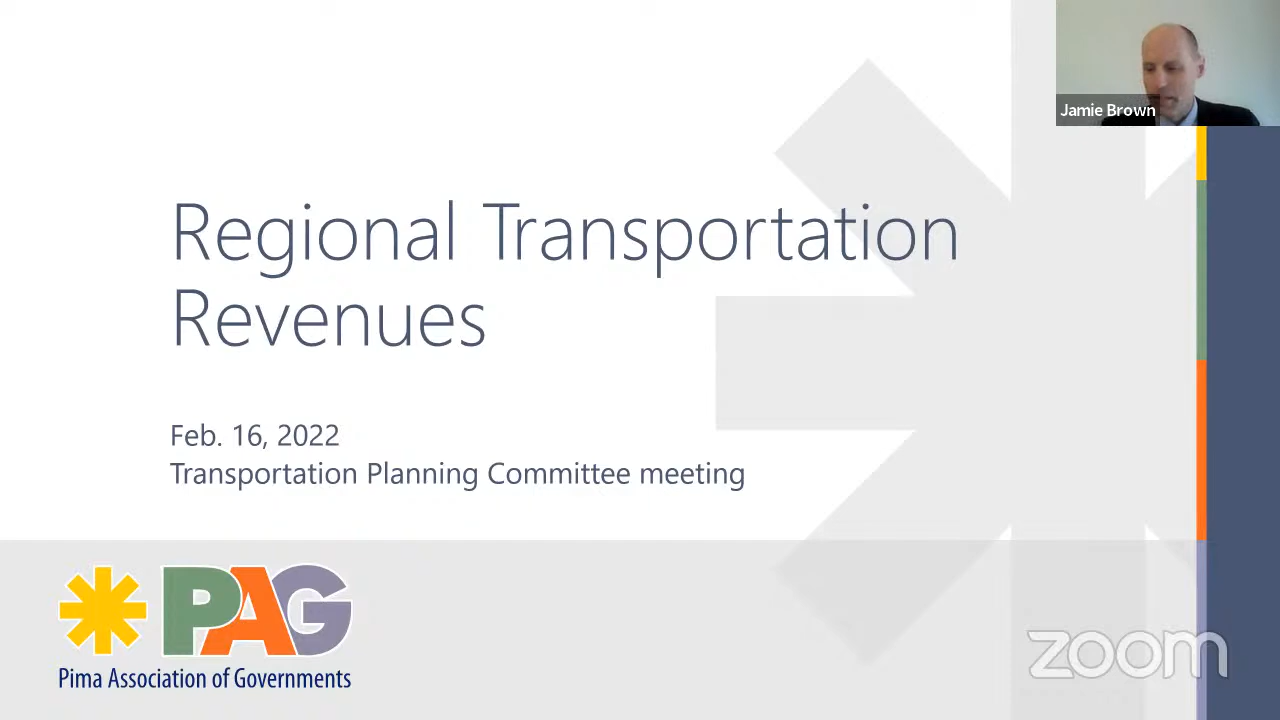 Jamie Brown
Regional Transportation
Revenues
Feb. 16, 2022
Transportation Planning Committee meeting
PAG
Pima Association of Governments
zoom